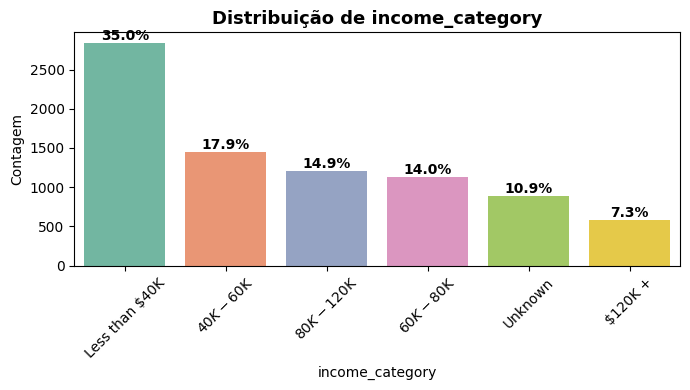 Distribuição de income_category
35.0%
17.9%
14.9%
14.0%
10.9%
7.3%
Contagem
2500
2000
1500
1000
500
0
Less than $40K
40K − 60K
80K − 120K
60K − 80K
Unknown
$120K +
income_category